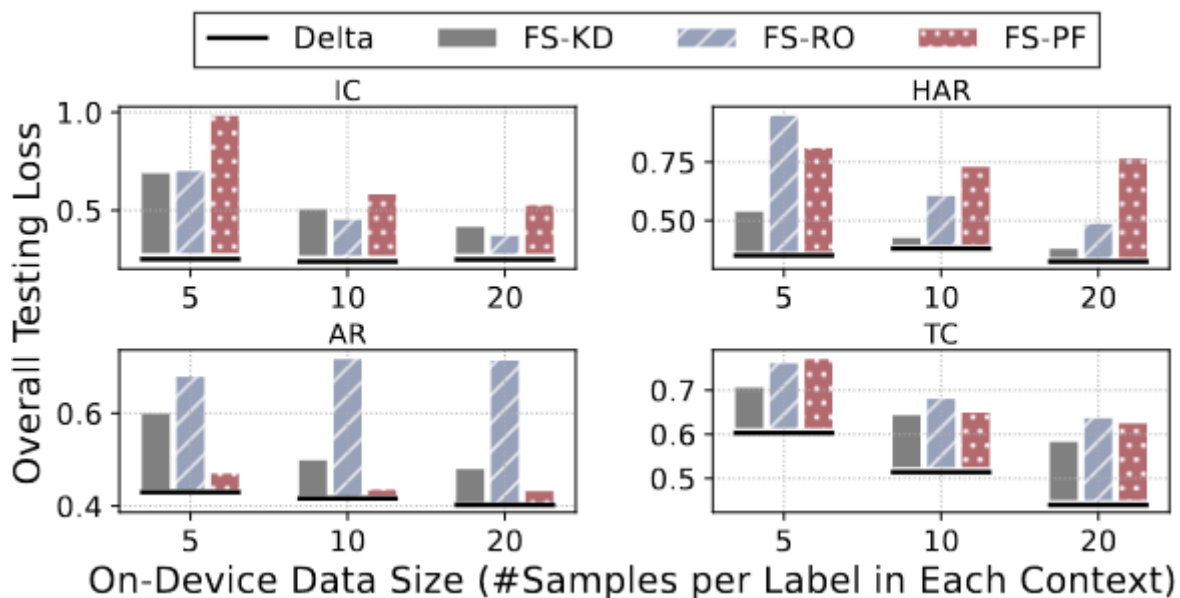 Delta FS-KD FS-RO FS-PF
IC
1.0
0.5
5 10 20
HAR
0.75
0.50
5 10 20
AR
0.6
0.4
5 10 20
TC
0.7
0.6
0.5
5 10 20
Overall Testing Loss
On-Device Data Size (#Samples per Label in Each Context)